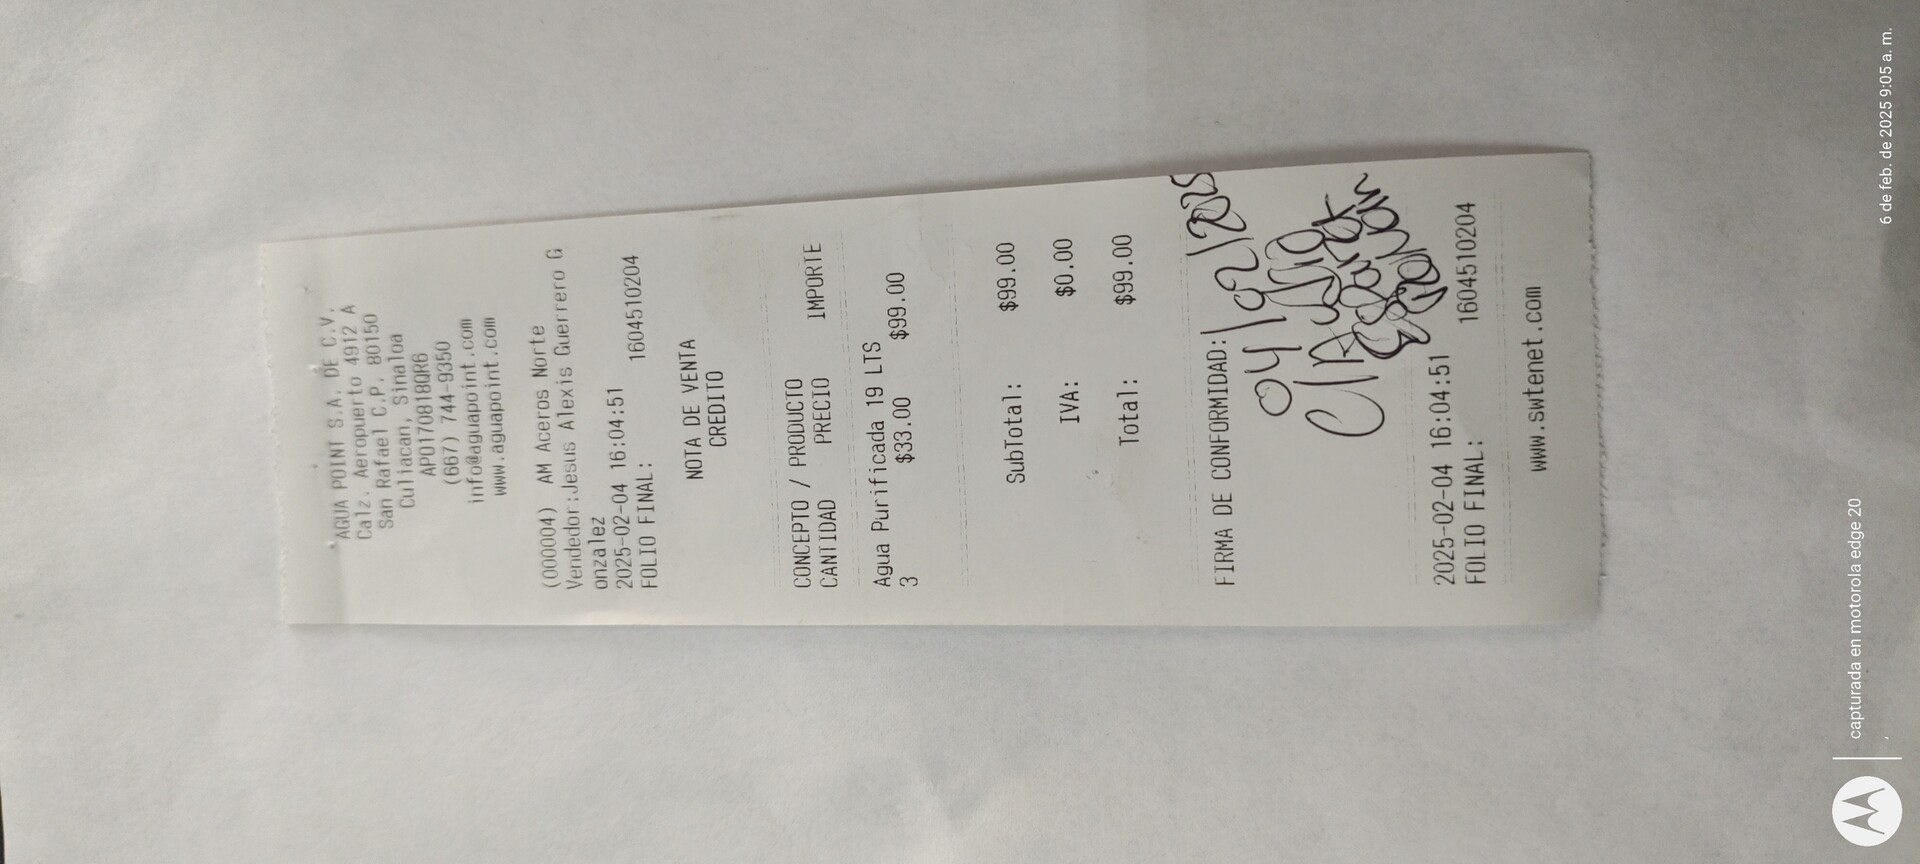 AGUA POINT S.A. DE C.V.
Calz. Aeropuerto 4912 A
San Rafael C.P. 80150
Culiacan, Sinaloa
APO170818QR6
(667) 744-9350
info@aguapoint.com
www.aguapoint.com
(000004) AM Aceros Norte
Vendedor:Jesus Alexis Guerrero G
onzalez
2025-02-04 16:04:51
FOLIO FINAL: 1604510204
NOTA DE VENTA
CREDITO
CONCEPTO / PRODUCTO
CANTIDAD PRECIO IMPORTE
Agua Purificada 19 LTS
3 $33.00 $99.00
SubTotal: $99.00
IVA: $0.00
Total: $99.00
FIRMA DE CONFORMIDAD:
04/02/2025
Claudia
2025-02-04 16:04:51
FOLIO FINAL: 1604510204
www.swtenet.com
capturada en motorola edge 20
6 de feb. de 2025 9:05 a. m.